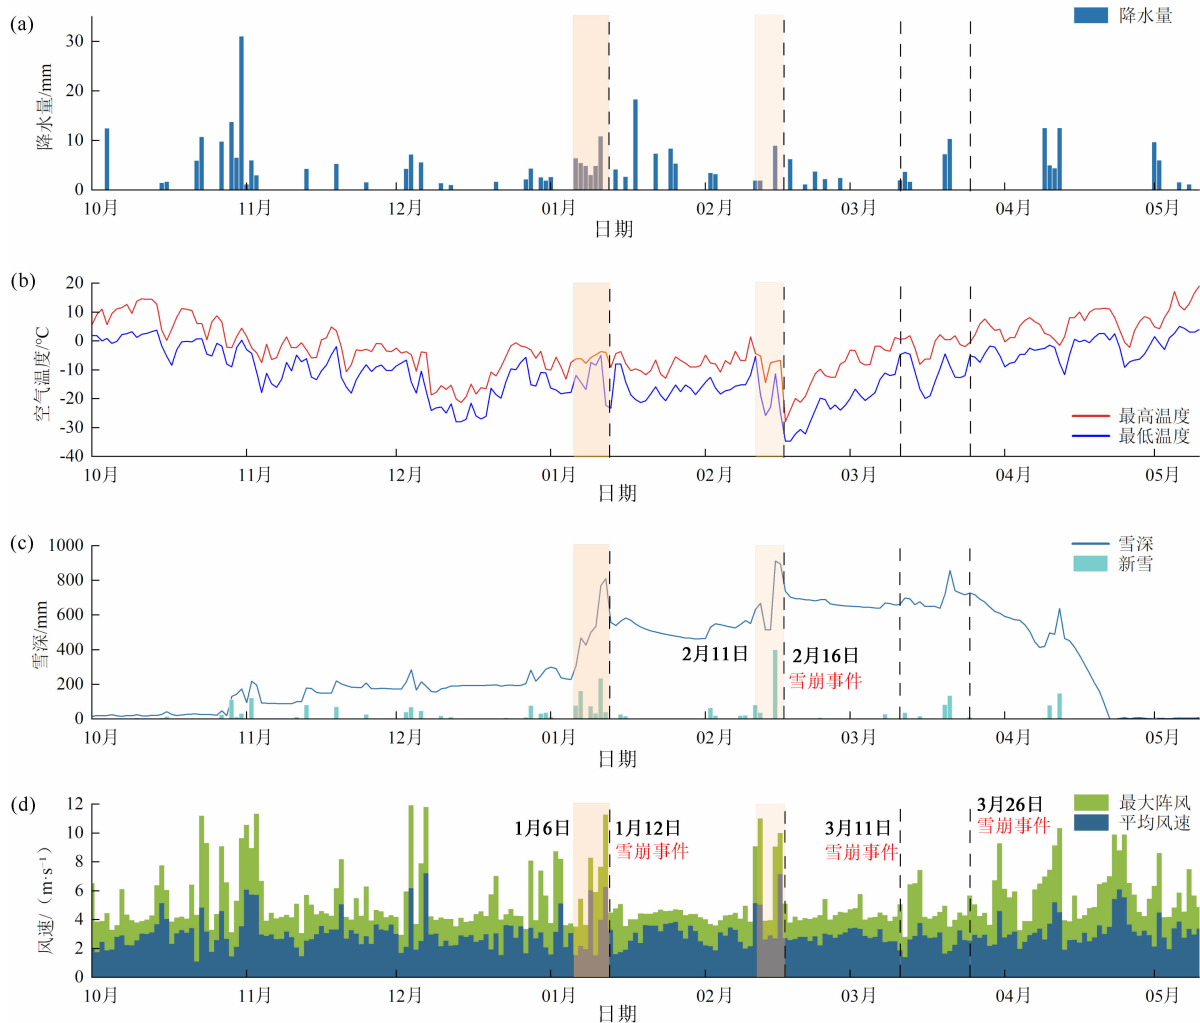 (a)
降水量
30
20
10
0
降水量/mm
10月 11月 12月 01月 02月 03月 04月 05月
日期
(b)
20
10
0
-10
-20
-30
-40
空气温度/℃
最高温度
最低温度
10月 11月 12月 01月 02月 03月 04月 05月
日期
(c)
1000
800
600
400
200
0
雪深/mm
雪深
新雪
2月11日
2月16日
雪崩事件
10月 11月 12月 01月 02月 03月 04月 05月
日期
(d)
12
10
8
6
4
2
0
风速/（m·s⁻¹）
最大阵风
平均风速
1月6日
1月12日
雪崩事件
3月11日
雪崩事件
3月26日
雪崩事件
10月 11月 12月 01月 02月 03月 04月 05月
日期